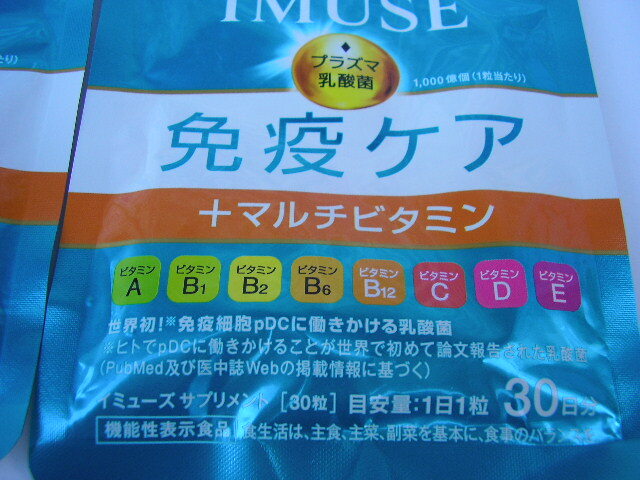 iMUSE
プラズマ
乳酸菌
1,000億個(1粒当たり)
免疫ケア
+マルチビタミン
ビタミン A ビタミン B1 ビタミン B2 ビタミン B6 ビタミン B12 ビタミン C ビタミン D ビタミン E
世界初!※免疫細胞pDCに働きかける乳酸菌
※ヒトでpDCに働きかけることが世界で初めて論文報告された乳酸菌
(PubMed及び医中誌Webの掲載情報に基づく)
イミューズ サプリメント [30粒] 目安量:1日1粒 30日分
機能性表示食品 食生活は、主食、主菜、副菜を基本に、食事のバランスを